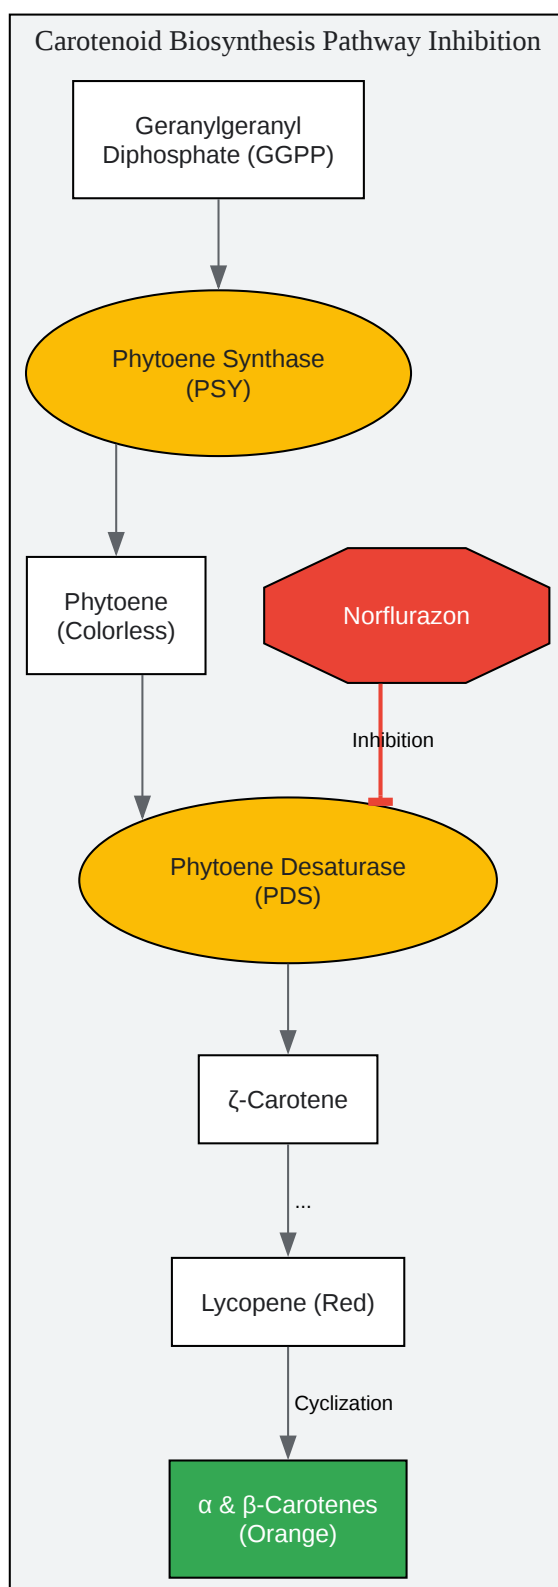 Carotenoid Biosynthesis Pathway Inhibition
Geranylgeranyl
Diphosphate (GGPP)
Phytoene Synthase
(PSY)
Phytoene
(Colorless)
Norflurazon
Inhibition
Phytoene Desaturase
(PDS)
ζ-Carotene
...
Lycopene (Red)
Cyclization
α & β-Carotenes
(Orange)